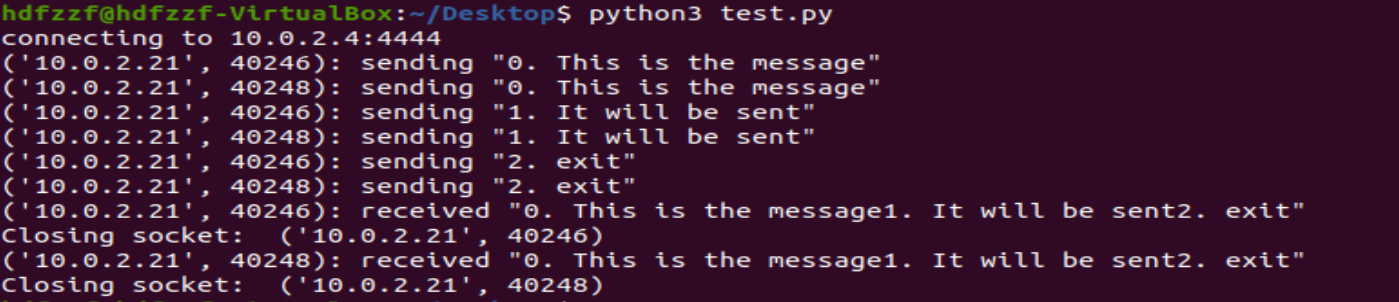 hdfzzf@hdfzzf-VirtualBox:~/Desktop$ python3 test.py
connecting to 10.0.2.4:4444
('10.0.2.21', 40246): sending "0. This is the message"
('10.0.2.21', 40248): sending "0. This is the message"
('10.0.2.21', 40246): sending "1. It will be sent"
('10.0.2.21', 40248): sending "1. It will be sent"
('10.0.2.21', 40246): sending "2. exit"
('10.0.2.21', 40248): sending "2. exit"
('10.0.2.21', 40246): received "0. This is the message1. It will be sent2. exit"
Closing socket:  ('10.0.2.21', 40246)
('10.0.2.21', 40248): received "0. This is the message1. It will be sent2. exit"
Closing socket:  ('10.0.2.21', 40248)